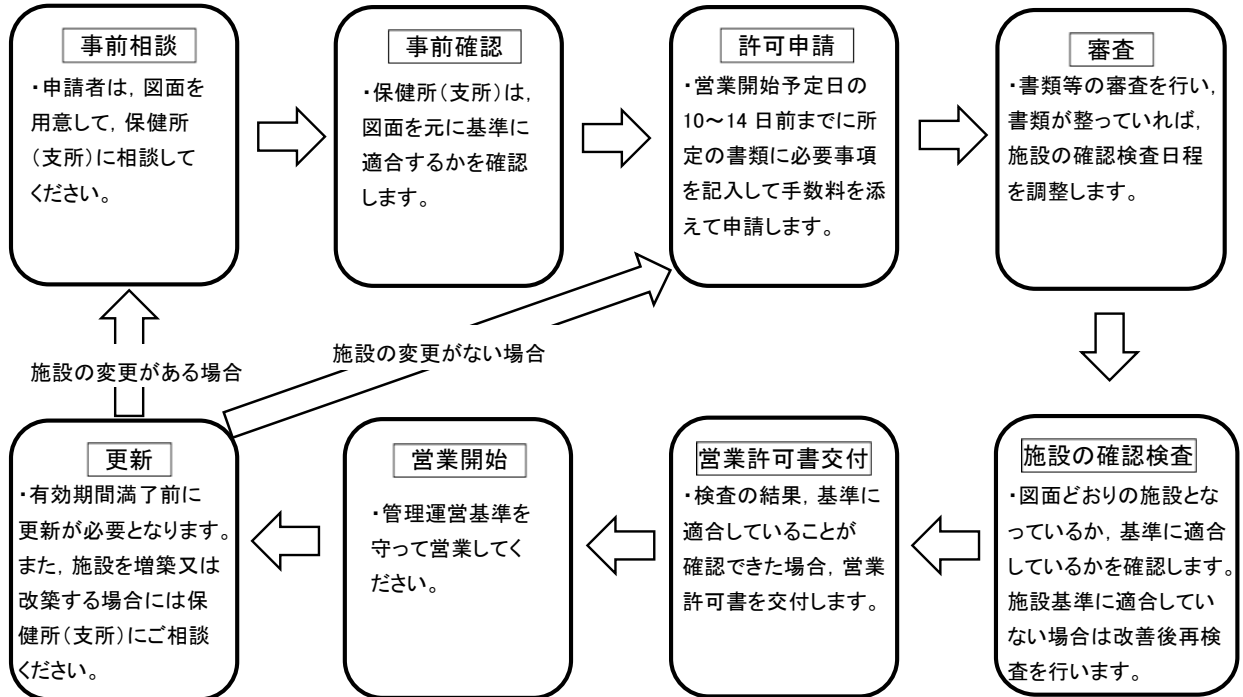 事前相談
・申請者は，図面を
用意して，保健所
（支所）に相談して
ください。
事前確認
・保健所（支所）は，
図面を元に基準に
適合するかを確認
します。
許可申請
・営業開始予定日の
10～14 日前までに所
定の書類に必要事項
を記入して手数料を添
えて申請します。
審査
・書類等の審査を行い，
書類が整っていれば，
施設の確認検査日程
を調整します。
施設の変更がある場合
施設の変更がない場合
更新
・有効期間満了前に
更新が必要となります。
また，施設を増築又は
改築する場合には保
健所（支所）にご相談
ください。
営業開始
・管理運営基準を
守って営業してく
ださい。
営業許可書交付
・検査の結果，基準に
適合していることが
確認できた場合，営業
許可書を交付します。
施設の確認検査
・図面どおりの施設とな
っているか，基準に適合
しているかを確認します。
施設基準に適合してい
ない場合は改善後再検
査を行います。